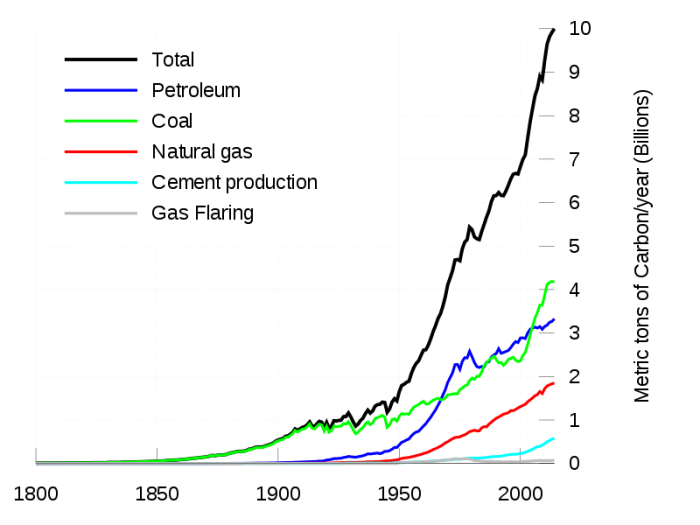 Total
Petroleum
Coal
Natural gas
Cement production
Gas Flaring
10
9
8
7
6
5
4
3
2
1
0
Metric tons of Carbon/year (Billions)
1800 1850 1900 1950 2000